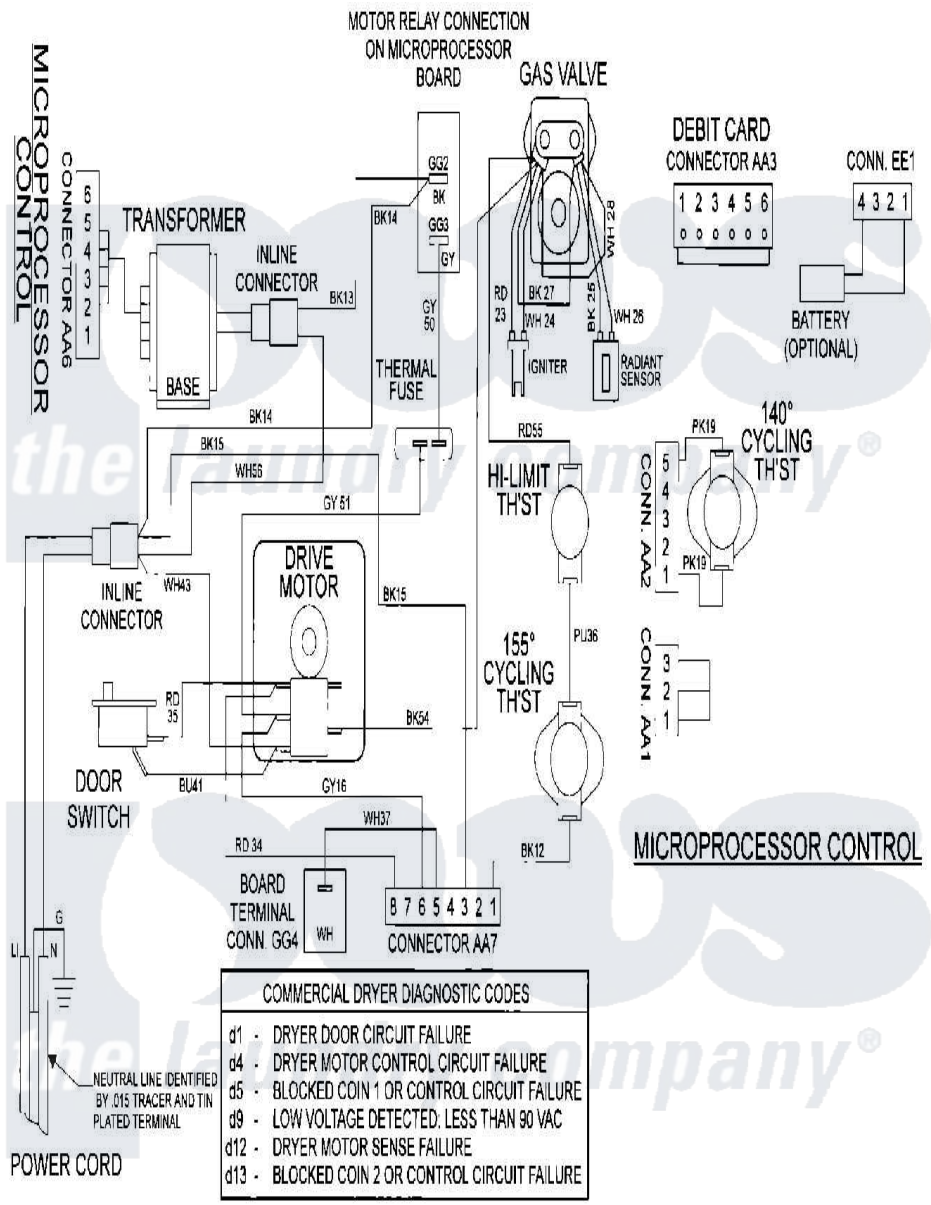 MOTOR RELAY CONNECTION
ON MICROPROCESSOR
BOARD
GAS VALVE
MICROPROCESSOR
CONTROL
CONNECTOR AA6
6
5
4
3
2
1
TRANSFORMER
BASE
INLINE
CONNECTOR
BK13
GG2
BK
BK14
GG3
GY
GY
50
THERMAL
FUSE
RD
23
BK 27
WH 24
WH 28
BK 25
WH 26
IGNITER
RADIANT
SENSOR
DEBIT CARD
CONNECTOR AA3
1 2 3 4 5 6
CONN. EE1
4 3 2 1
BATTERY
(OPTIONAL)
BK14
BK15
WH56
GY 51
RD55
HI-LIMIT
TH'ST
140°
CYCLING
TH'ST
PK19
CONN. AA2
5
4
3
2
1
PK19
INLINE
CONNECTOR
WH43
DRIVE
MOTOR
BK15
PU36
155°
CYCLING
TH'ST
CONN. AA1
3
2
1
RD
35
BK54
DOOR
SWITCH
BU41
GY16
WH37
RD 34
BK12
MICROPROCESSOR CONTROL
BOARD
TERMINAL
CONN. GG4
WH
8 7 6 5 4 3 2 1
CONNECTOR AA7
G
LI
N
NEUTRAL LINE IDENTIFIED
BY .015 TRACER AND TIN
PLATED TERMINAL
POWER CORD
COMMERCIAL DRYER DIAGNOSTIC CODES
d1 - DRYER DOOR CIRCUIT FAILURE
d4 - DRYER MOTOR CONTROL CIRCUIT FAILURE
d5 - BLOCKED COIN 1 OR CONTROL CIRCUIT FAILURE
d9 - LOW VOLTAGE DETECTED: LESS THAN 90 VAC
d12 - DRYER MOTOR SENSE FAILURE
d13 - BLOCKED COIN 2 OR CONTROL CIRCUIT FAILURE
pws
the laundry company®
pws
the laundry company®